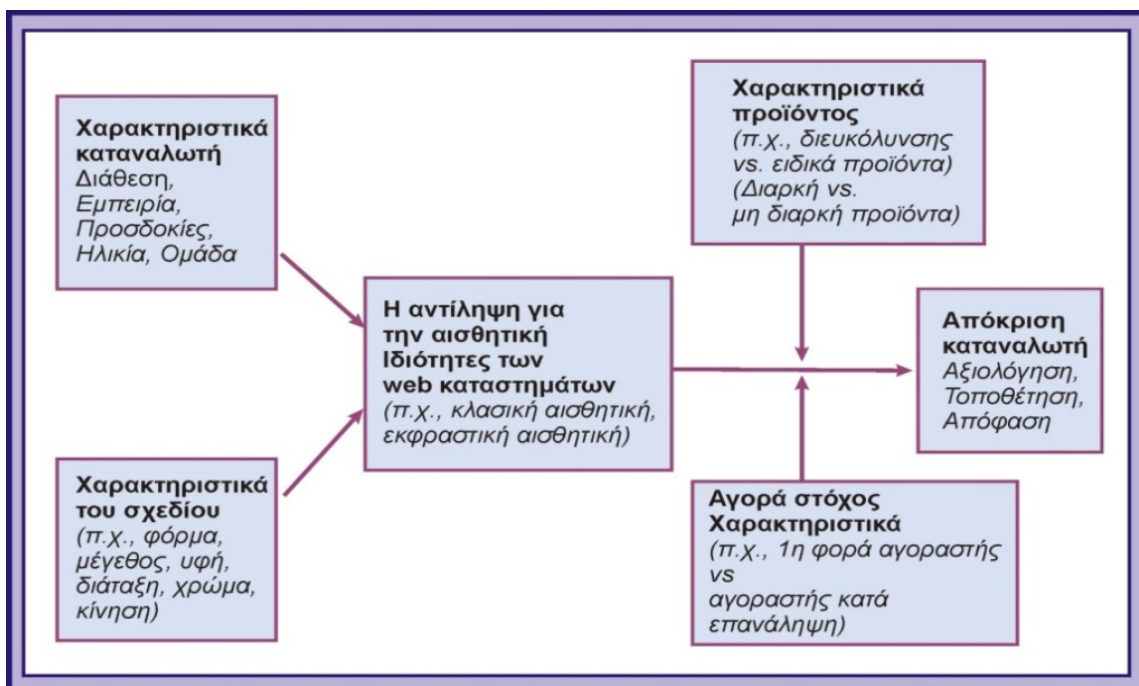 Χαρακτηριστικά
καταναλωτή
Διάθεση,
Εμπειρία,
Προσδοκίες,
Ηλικία, Ομάδα
Χαρακτηριστικά
του σχεδίου
(π.χ., φόρμα,
μέγεθος, υφή,
διάταξη, χρώμα,
κίνηση)
Η αντίληψη για
την αισθητική
Ιδιότητες των
web καταστημάτων
(π.χ., κλασική αισθητική,
εκφραστική αισθητική)
Χαρακτηριστικά
προϊόντος
(π.χ., διευκόλυνσης
vs. ειδικά προϊόντα)
(Διαρκή vs.
μη διαρκή προϊόντα)
Αγορά στόχος
Χαρακτηριστικά
(π.χ., 1η φορά αγοραστής
vs
αγοραστής κατά
επανάληψη)
Απόκριση
καταναλωτή
Αξιολόγηση,
Τοποθέτηση,
Απόφαση